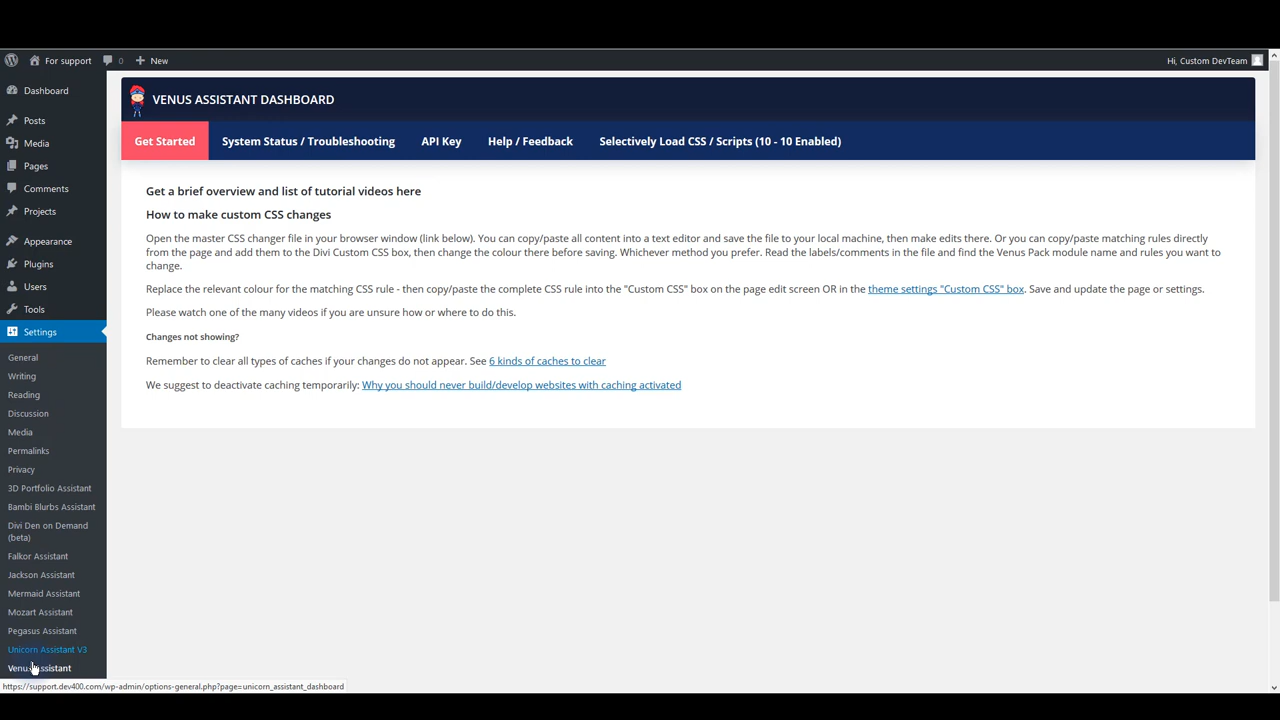 For support
0
New
Hi, Custom DevTeam
Dashboard
Posts
Media
Pages
Comments
Projects
Appearance
Plugins
Users
Tools
Settings
General
Writing
Reading
Discussion
Media
Permalinks
Privacy
3D Portfolio Assistant
Bambi Blurbs Assistant
Divi Den on Demand
(beta)
Falkor Assistant
Jackson Assistant
Mermaid Assistant
Mozart Assistant
Pegasus Assistant
Unicorn Assistant V3
Venus Assistant
VENUS ASSISTANT DASHBOARD
Get Started
System Status / Troubleshooting
API Key
Help / Feedback
Selectively Load CSS / Scripts (10 - 10 Enabled)
Get a brief overview and list of tutorial videos here
How to make custom CSS changes
Open the master CSS changer file in your browser window (link below). You can copy/paste all content into a text editor and save the file to your local machine, then make edits there. Or you can copy/paste matching rules directly
from the page and add them to the Divi Custom CSS box, then change the colour there before saving. Whichever method you prefer. Read the labels/comments in the file and find the Venus Pack module name and rules you want to
change.
Replace the relevant colour for the matching CSS rule - then copy/paste the complete CSS rule into the "Custom CSS" box on the page edit screen OR in the theme settings "Custom CSS" box. Save and update the page or settings.
Please watch one of the many videos if you are unsure how or where to do this.
Changes not showing?
Remember to clear all types of caches if your changes do not appear. See 6 kinds of caches to clear
We suggest to deactivate caching temporarily: Why you should never build/develop websites with caching activated
https://support.dev400.com/wp-admin/options-general.php?page=unicorn_assistant_dashboard